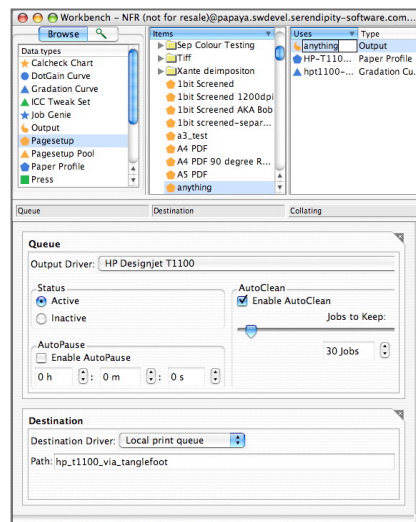 Workbench - NFR (not for resale)@papaya.swdevel.serendipity-software.com...
Browse
Data types
Calcheck Chart
DotGain Curve
Gradation Curve
ICC Tweak Set
Job Genie
Output
Pagesetup
Pagesetup Pool
Paper Profile
Press
Items
Sep Colour Testing
Tiff
Xante deimpositon
1bit Screened
1bit Screened 1200dpi
1bit Screened AKA Bob
1bit screened-separ...
a3_test
A4 PDF
A4 PDF 90 degree R...
A5 PDF
anything
Uses Type
anything Output
HP-T110... Paper Profile
hpt1100-... Gradation Cu.
Queue Destination Collating
Queue
Output Driver: HP Designjet T1100
Status
Active
Inactive
AutoPause
Enable AutoPause
0 h : 0 m : 0 s
AutoClean
Enable AutoClean
Jobs to Keep:
30 Jobs
Destination
Destination Driver: Local print queue
Path: hp_t1100_via_tanglefoot